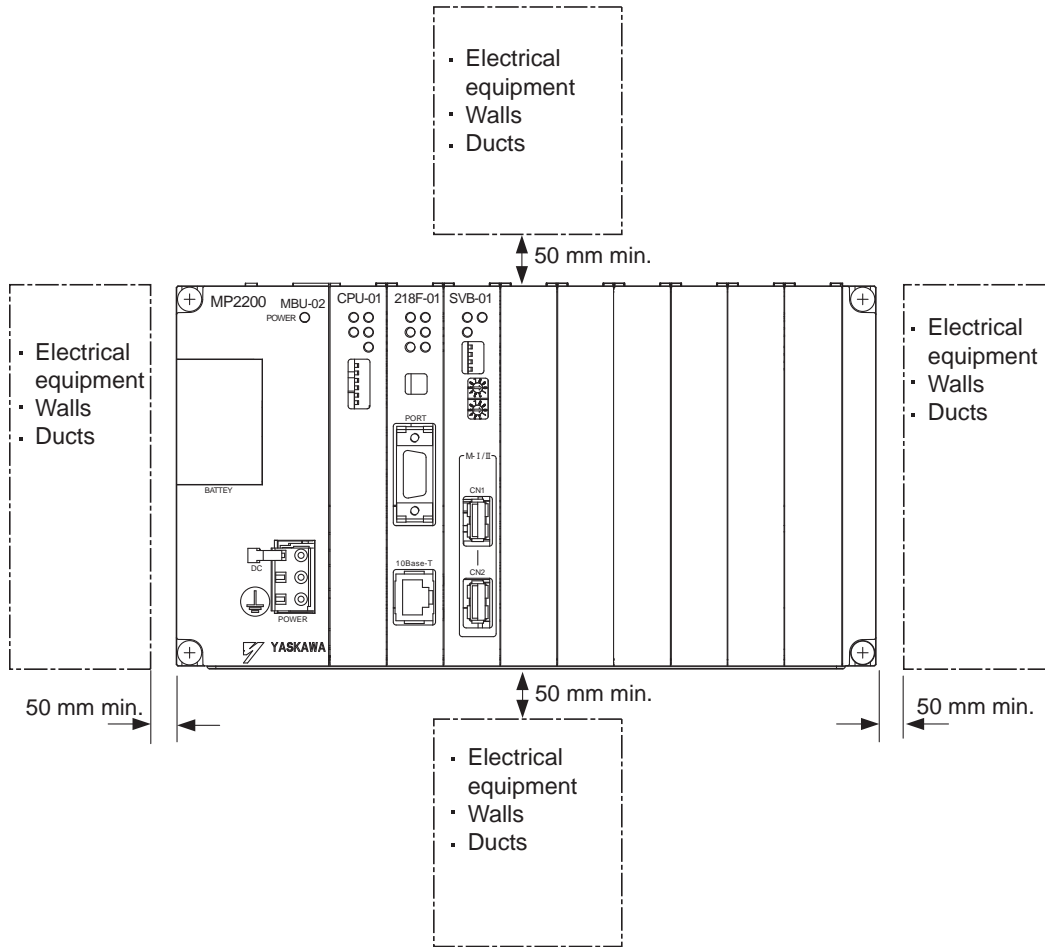 · Electrical
equipment
· Walls
· Ducts
50 mm min.
MP2200 MBU-02
POWER
CPU-01
218F-01
SVB-01
· Electrical
equipment
· Walls
· Ducts
· Electrical
equipment
· Walls
· Ducts
BATTEY
PORT
M-I/II
CN1
10Base-T
CN2
DC
POWER
YASKAWA
50 mm min.
50 mm min.
50 mm min.
· Electrical
equipment
· Walls
· Ducts